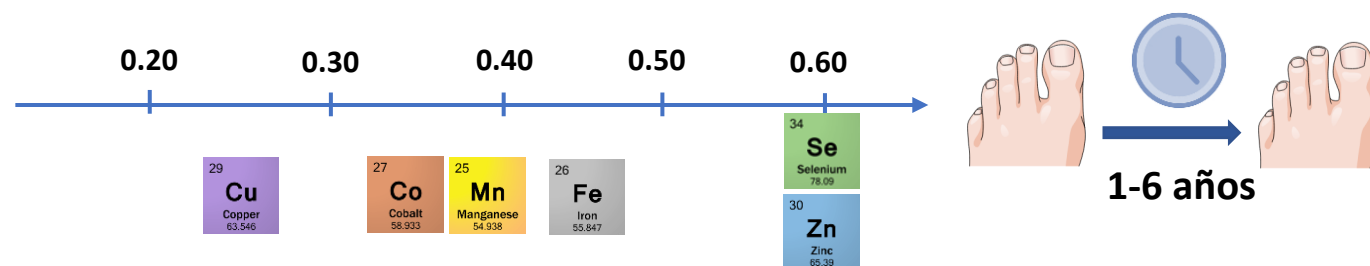 0.20 0.30 0.40 0.50 0.60
29
Cu
Copper
63.546
27
Co
Cobalt
58.933
25
Mn
Manganese
54.938
26
Fe
Iron
55.847
34
Se
Selenium
78.09
30
Zn
Zinc
65.39
1-6 años